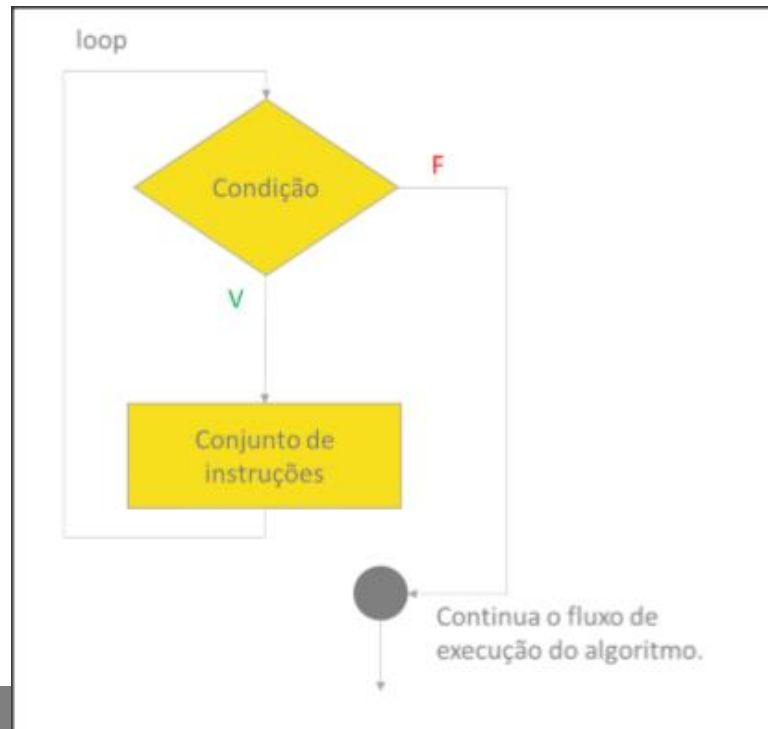 loop
Condição
F
V
Conjunto de
instruções
Continua o fluxo de
execução do algoritmo.